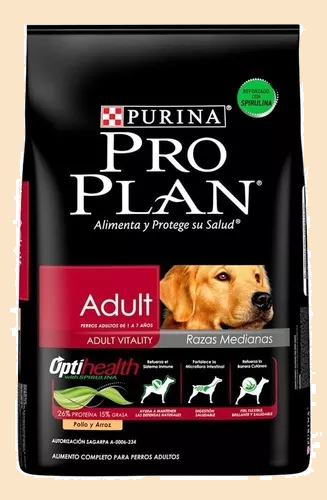 REFORZADO
CON
SPIRULINA
PURINA
PRO
PLAN®
Alimenta y Protege su Salud®
Adult
PERROS ADULTOS DE 1 A 7 AÑOS
ADULT VITALITY
Razas Medianas
Optihealth
WITH SPIRULINA
Refuerza el
Sistema Inmune
Fortalece la
Microflora Intestinal
Refuerza la
Barrera Cutánea
26% PROTEÍNA 15% GRASA
Pollo y Arroz
AYUDA A MANTENER
LAS DEFENSAS NATURALES
DIGESTIÓN
SALUDABLE
PIEL FLEXIBLE,
BRILLANTE Y SALUDABLE
AUTORIZACIÓN SAGARPA A-0006-334
ALIMENTO COMPLETO PARA PERROS ADULTOS